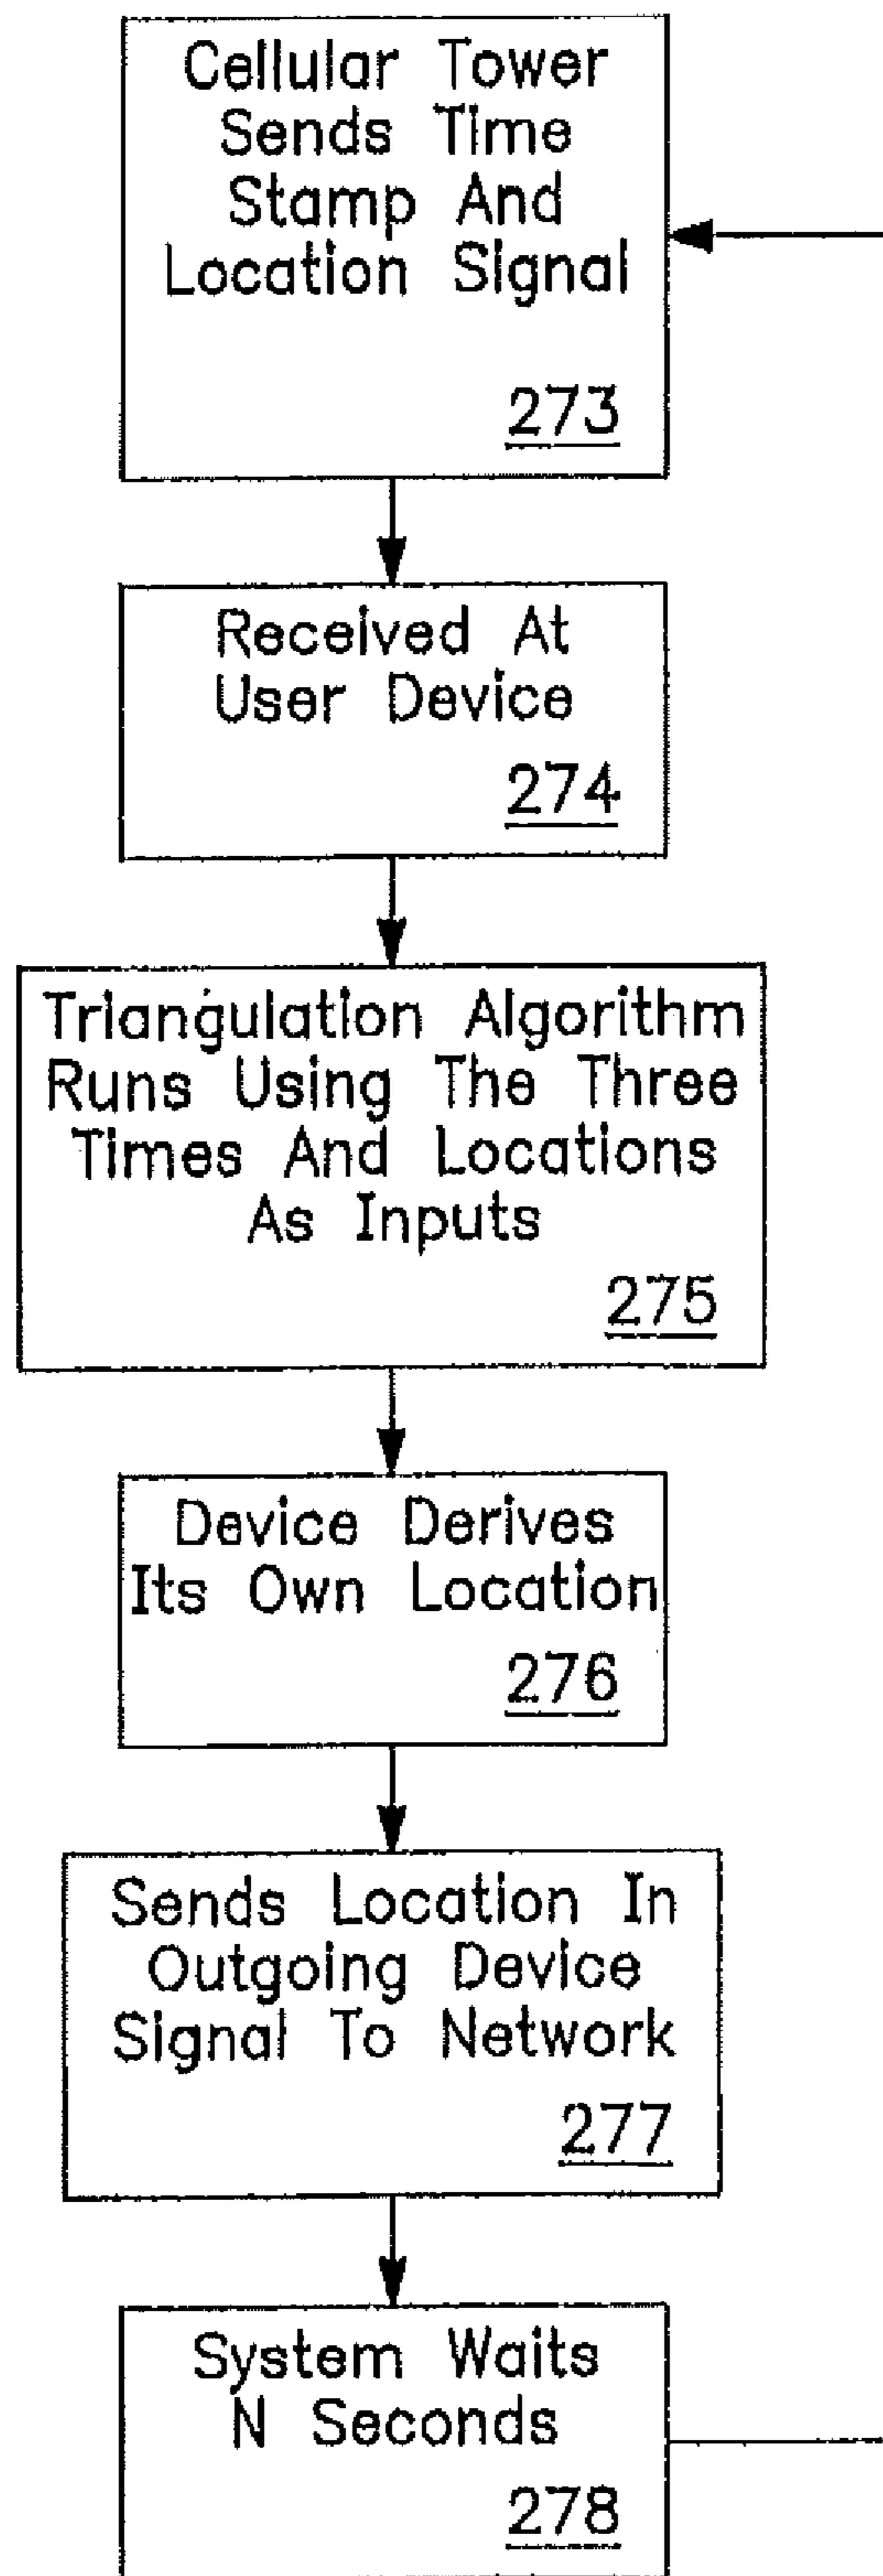 Cellular Tower
Sends Time
Stamp And
Location Signal
273
Received At
User Device
274
Triangulation Algorithm
Runs Using The Three
Times And Locations
As Inputs
275
Device Derives
Its Own Location
276
Sends Location In
Outgoing Device
Signal To Network
277
System Waits
N Seconds
278